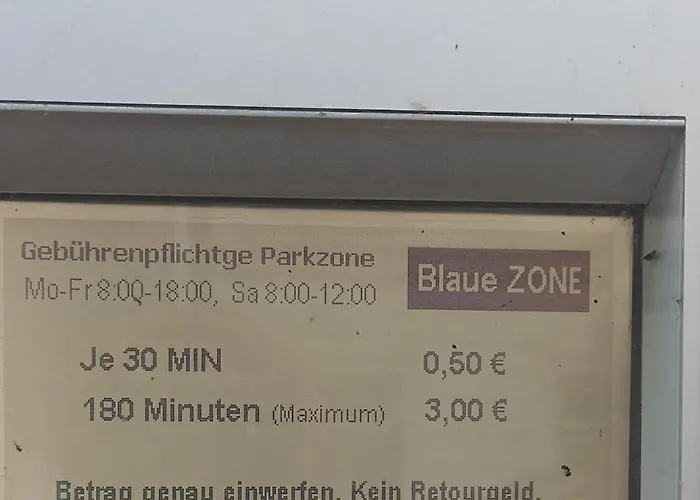 Gebührenpflichtge Parkzone
Mo-Fr 8:00-18:00, Sa 8:00-12:00
Blaue ZONE
Je 30 MIN 0,50 €
180 Minuten (Maximum) 3,00 €
Betrag genau einwerfen. Kein Retourgeld.